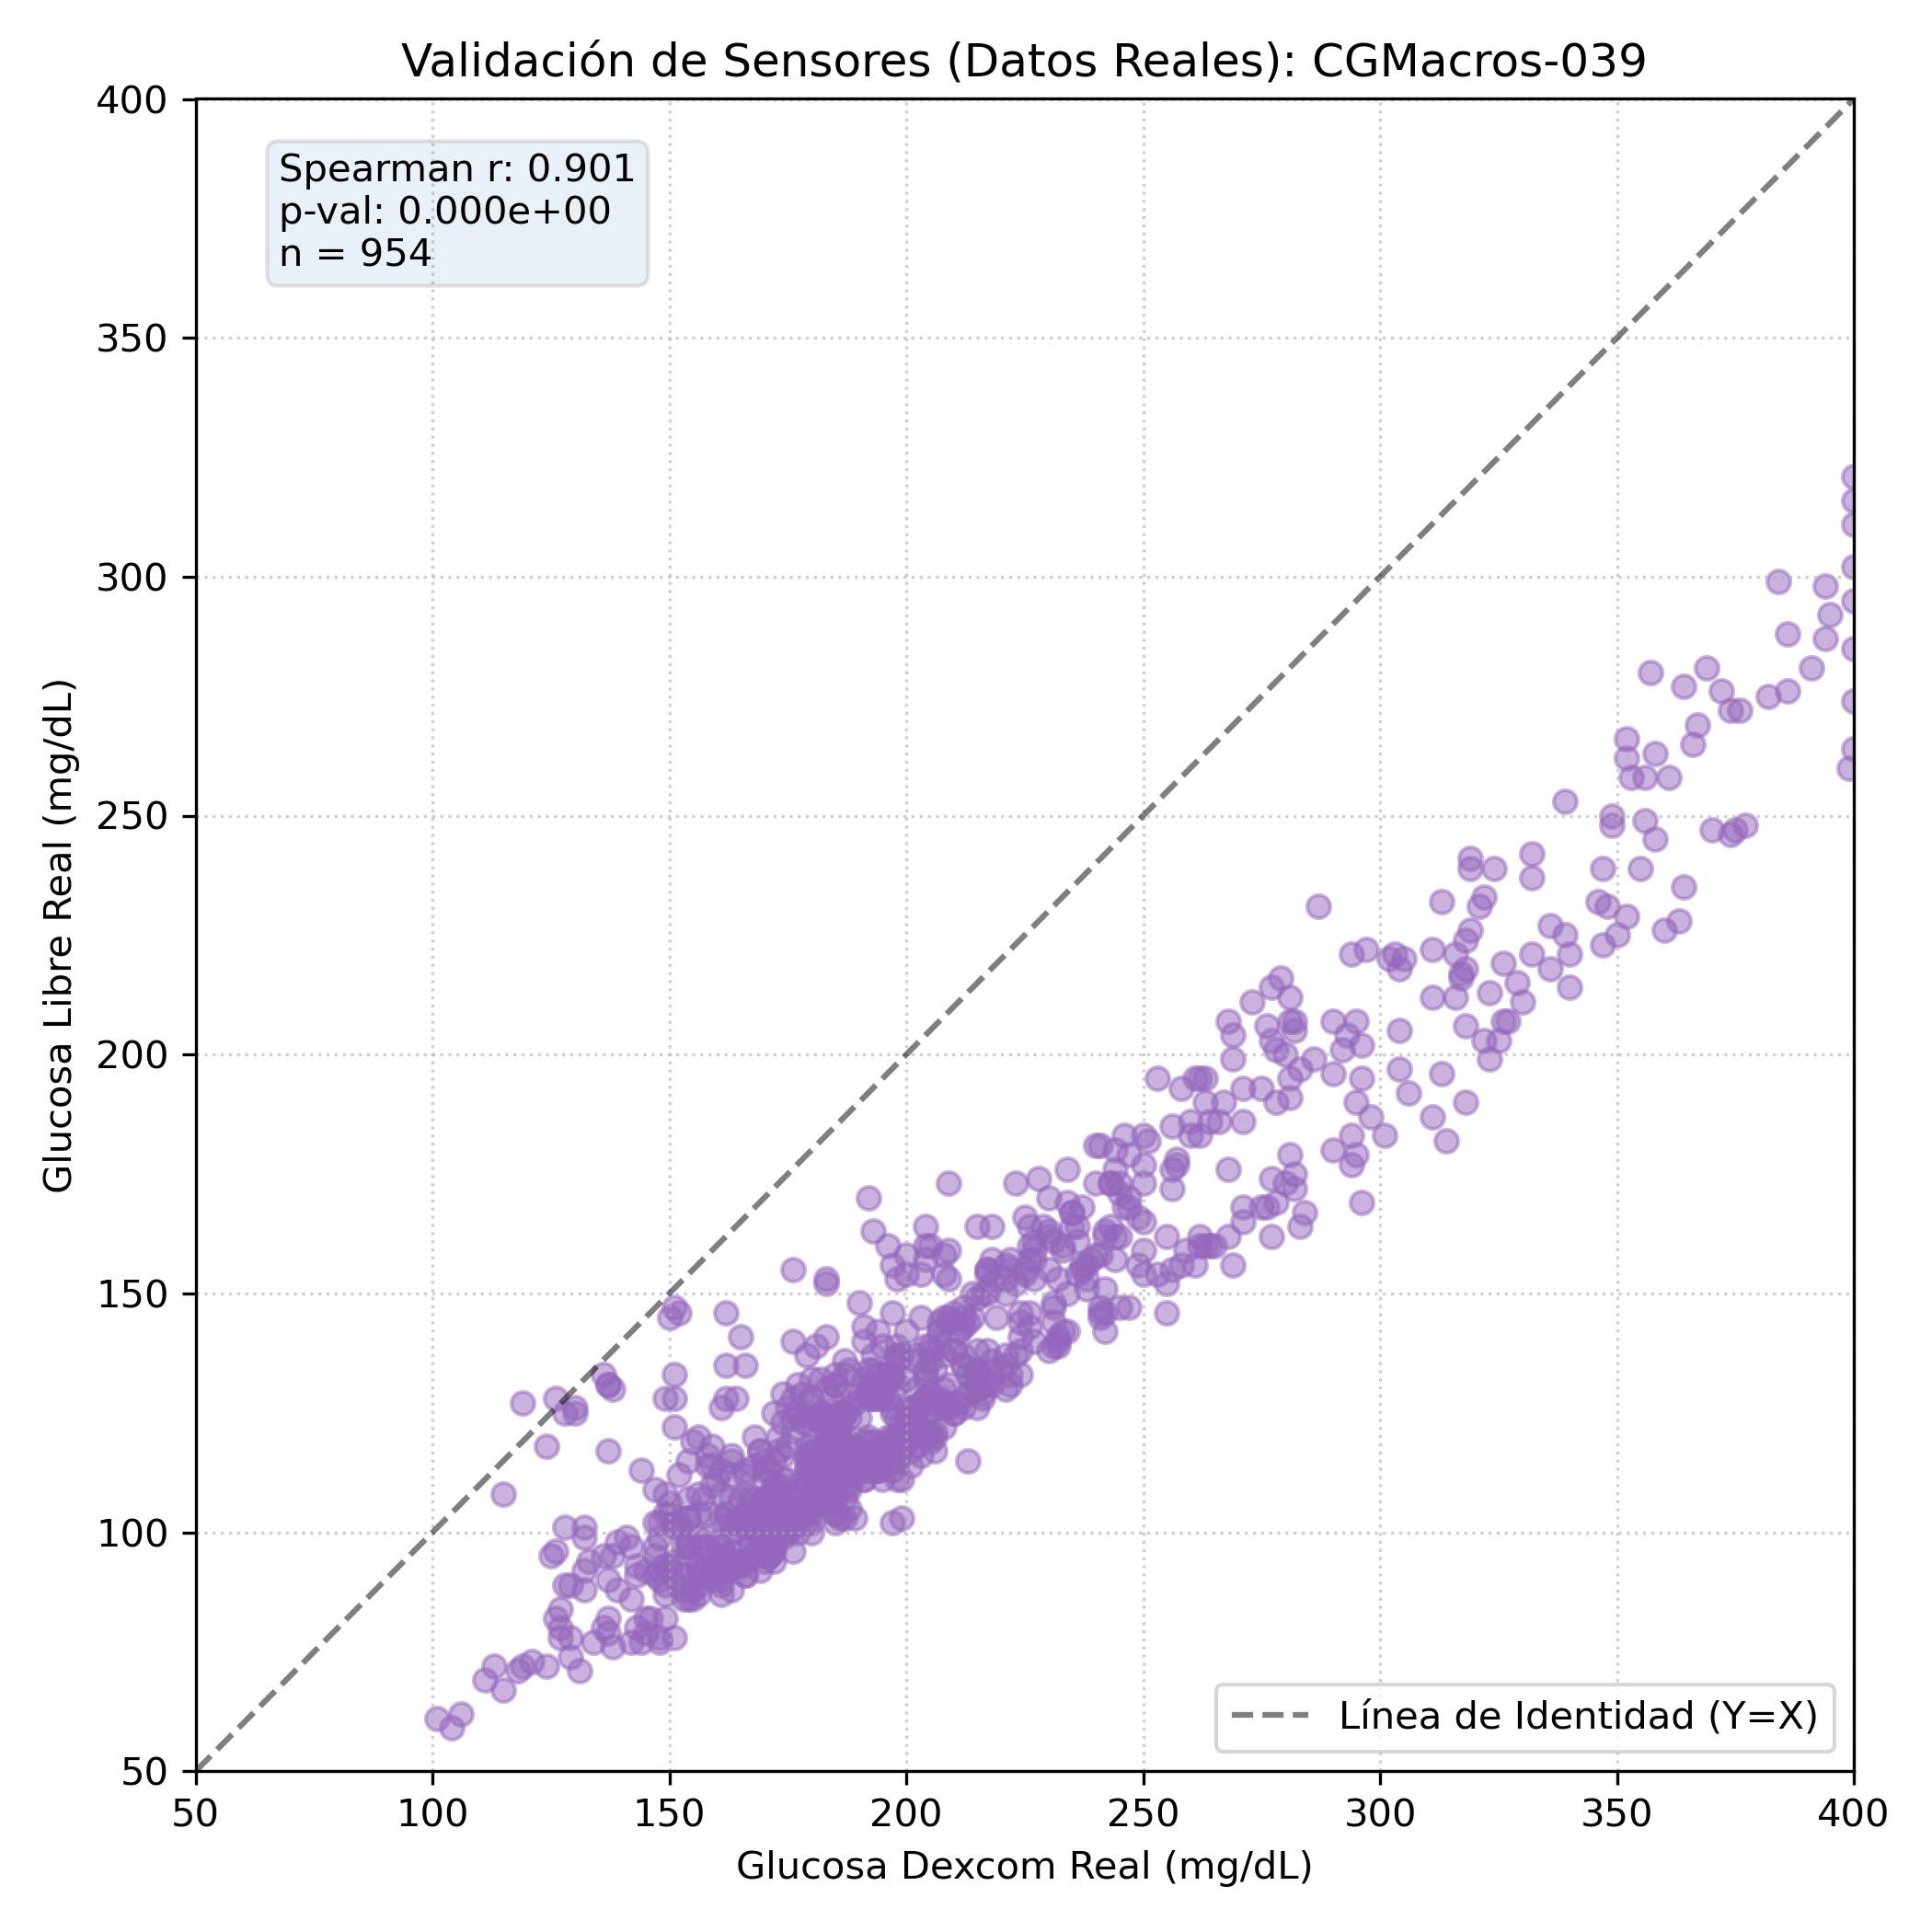 Validación de Sensores (Datos Reales): CGMacros-039
400
350
300
250
200
150
100
50
Glucosa Libre Real (mg/dL)
Spearman r: 0.901
p-val: 0.000e+00
n = 954
Línea de Identidad (Y=X)
50 100 150 200 250 300 350 400
Glucosa Dexcom Real (mg/dL)